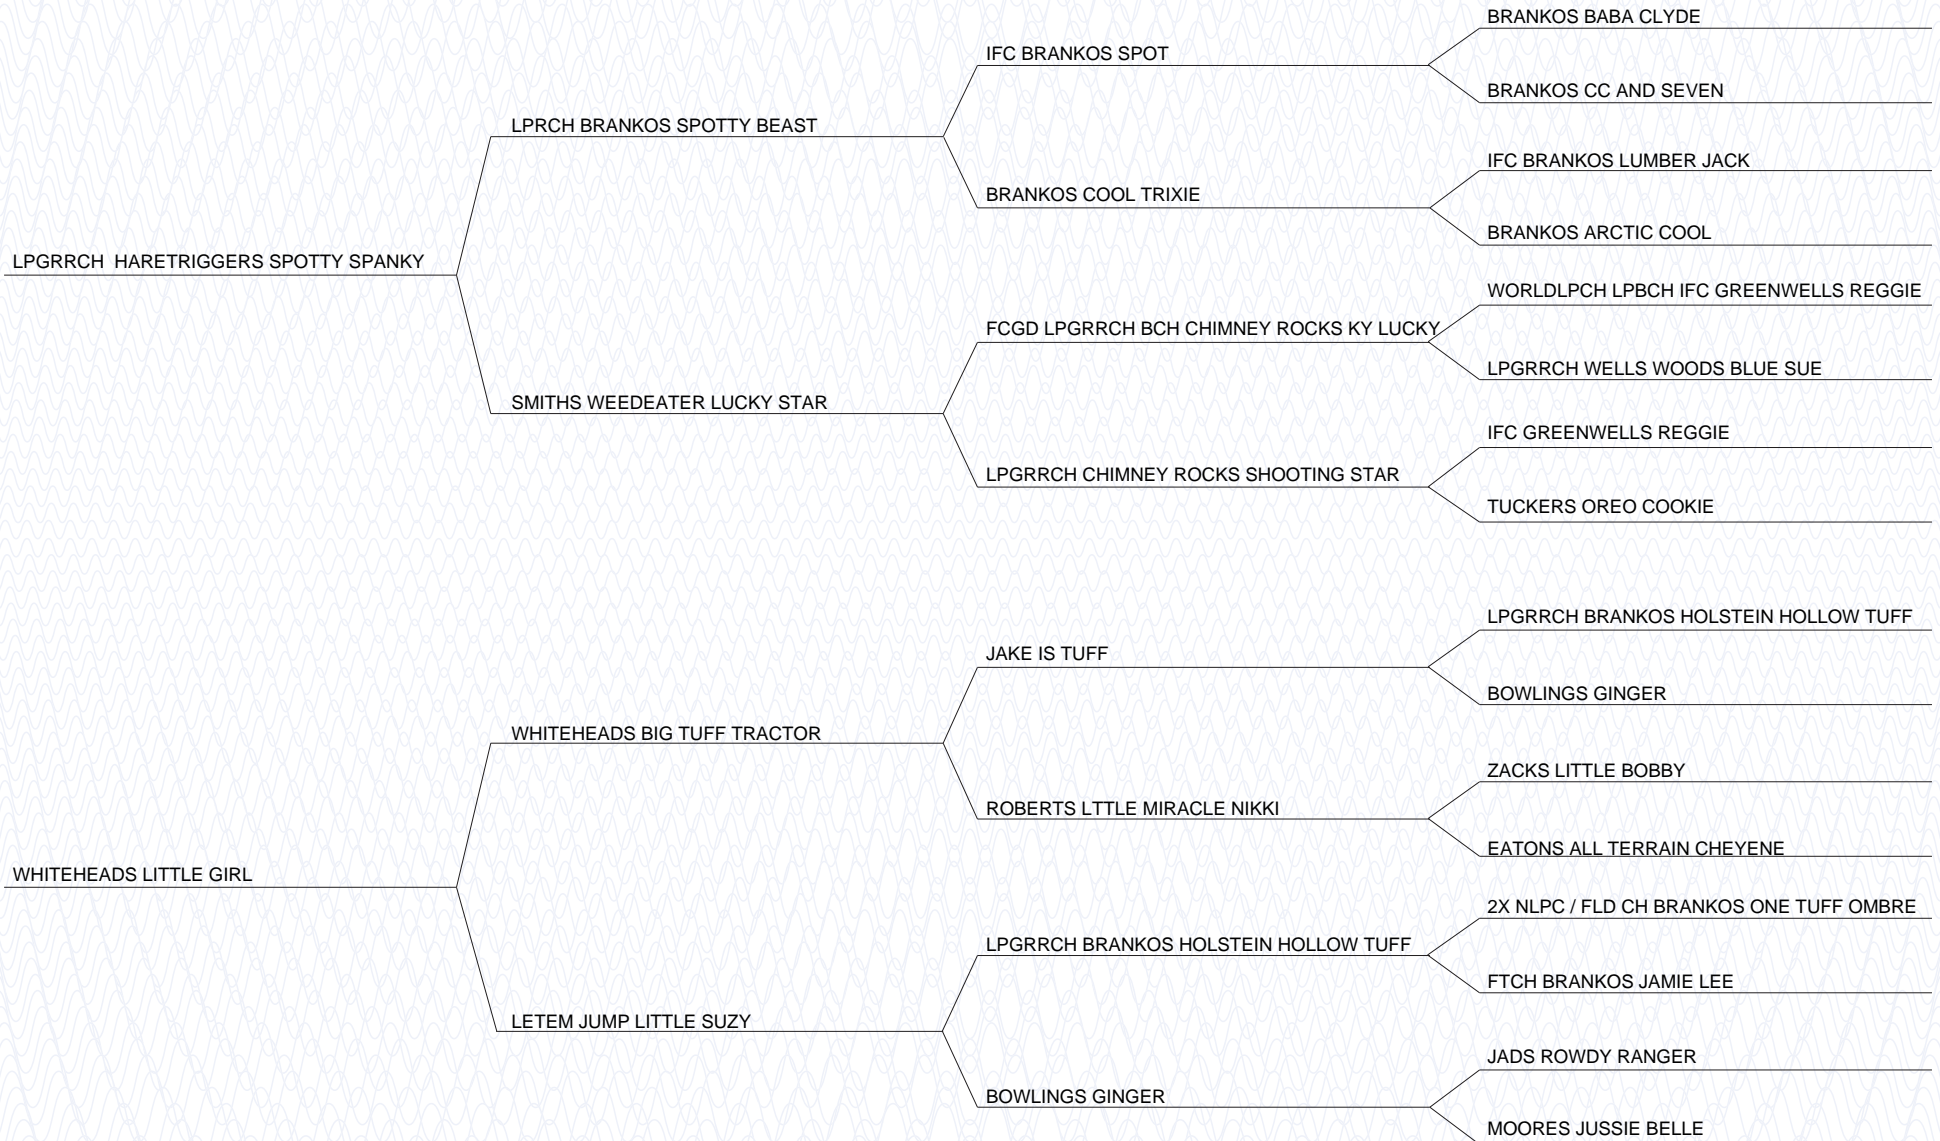 BRANKOS BABA CLYDE
IFC BRANKOS SPOT
BRANKOS CC AND SEVEN
LPRCH BRANKOS SPOTTY BEAST
IFC BRANKOS LUMBER JACK
BRANKOS COOL TRIXIE
BRANKOS ARCTIC COOL
LPGRRCH  HARETRIGGERS SPOTTY SPANKY
WORLDLPCH LPBCH IFC GREENWELLS REGGIE
FCGD LPGRRCH BCH CHIMNEY ROCKS KY LUCKY
LPGRRCH WELLS WOODS BLUE SUE
SMITHS WEEDEATER LUCKY STAR
IFC GREENWELLS REGGIE
LPGRRCH CHIMNEY ROCKS SHOOTING STAR
TUCKERS OREO COOKIE
LPGRRCH BRANKOS HOLSTEIN HOLLOW TUFF
JAKE IS TUFF
BOWLINGS GINGER
WHITEHEADS BIG TUFF TRACTOR
ZACKS LITTLE BOBBY
ROBERTS LTTLE MIRACLE NIKKI
EATONS ALL TERRAIN CHEYENE
WHITEHEADS LITTLE GIRL
2X NLPC / FLD CH BRANKOS ONE TUFF OMBRE
LPGRRCH BRANKOS HOLSTEIN HOLLOW TUFF
FTCH BRANKOS JAMIE LEE
LETEM JUMP LITTLE SUZY
JADS ROWDY RANGER
BOWLINGS GINGER
MOORES JUSSIE BELLE